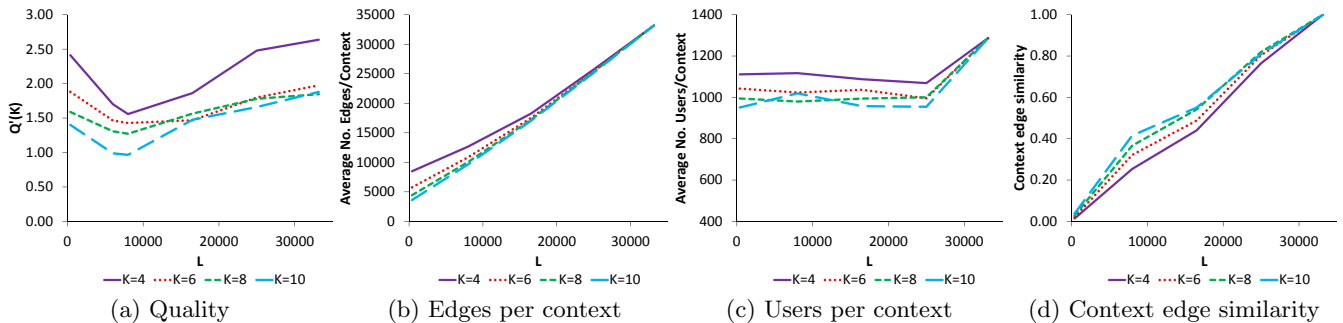 3.00
2.50
2.00
1.50
1.00
0.50
0.00
Q'(K)
0 10000 20000 30000
L
K=4 K=6 K=8 K=10
(a) Quality
35000
30000
25000
20000
15000
10000
5000
0
Average No. Edges/Context
0 10000 20000 30000
L
K=4 K=6 K=8 K=10
(b) Edges per context
1400
1200
1000
800
600
400
Average No. Users/Context
0 10000 20000 30000
L
K=4 K=6 K=8 K=10
(c) Users per context
1.00
0.80
0.60
0.40
0.20
0.00
Context edge similarity
0 10000 20000 30000
L
K=4 K=6 K=8 K=10
(d) Context edge similarity